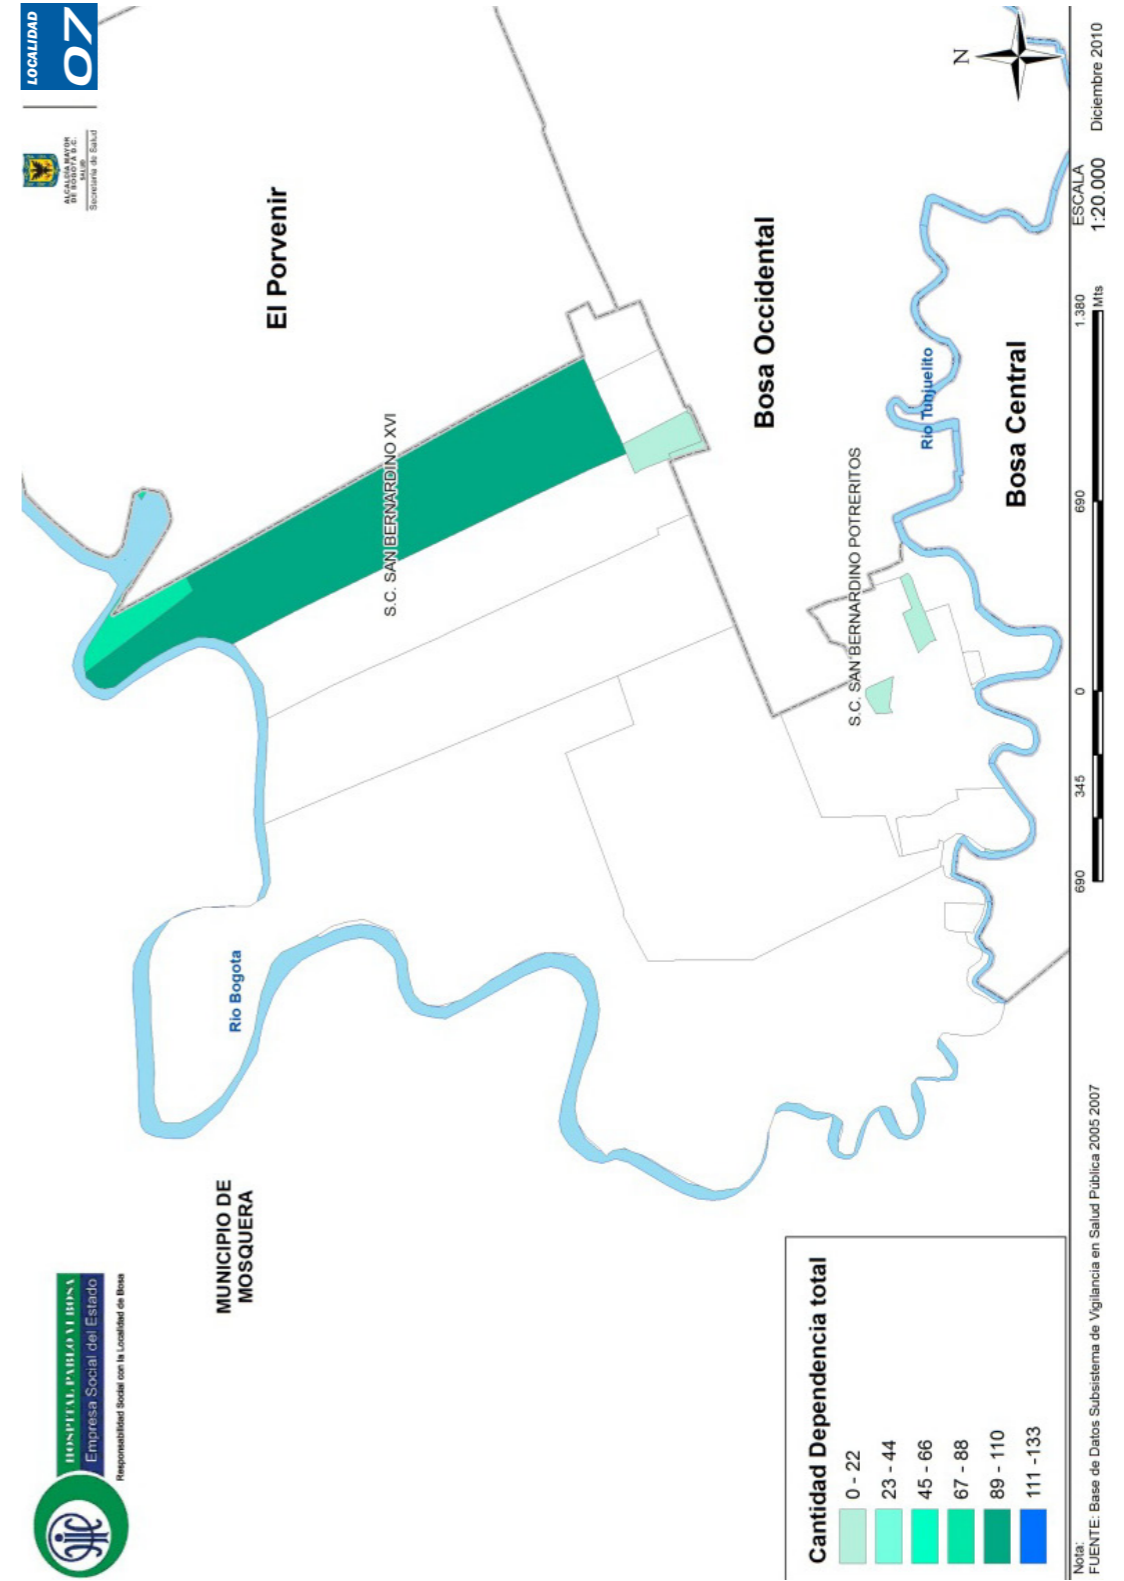 HOSPITAL PABLO VI BOSA
Empresa Social del Estado
Responsabilidad Social con la Localidad de Bosa
ALCALDÍA MAYOR
DE BOGOTÁ D.C.
SALUD
Secretaría de Salud
LOCALIDAD
07
MUNICIPIO DE
MOSQUERA
Rio Bogota
El Porvenir
S.C. SAN BERNARDINO XVI
Bosa Occidental
S.C. SAN BERNARDINO POTRERITOS
Rio Tunjuelito
Bosa Central
N
Cantidad Dependencia total
0 - 22
23 - 44
45 - 66
67 - 88
89 - 110
111 -133
690
345
0
690
1.380
Mts
ESCALA
1:20.000
Diciembre 2010
Nota:
FUENTE: Base de Datos Subsistema de Vigilancia en Salud Pública 2005 2007